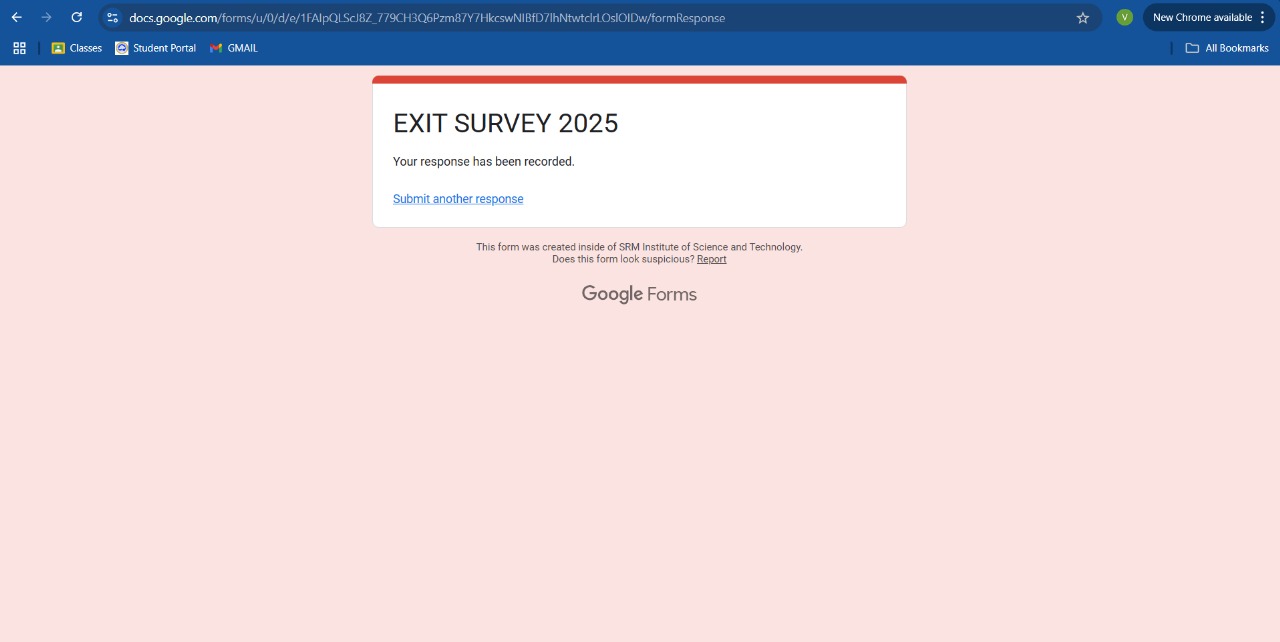 docs.google.com/forms/u/0/d/e/1FAIpQLScJ8Z_779CH3Q6Pzm87Y7HkcswNIBfD7lhNtwtclrLOslOIDw/formResponse
V
New Chrome available
Classes
Student Portal
GMAIL
All Bookmarks
EXIT SURVEY 2025
Your response has been recorded.
Submit another response
This form was created inside of SRM Institute of Science and Technology.
Does this form look suspicious? Report
Google Forms